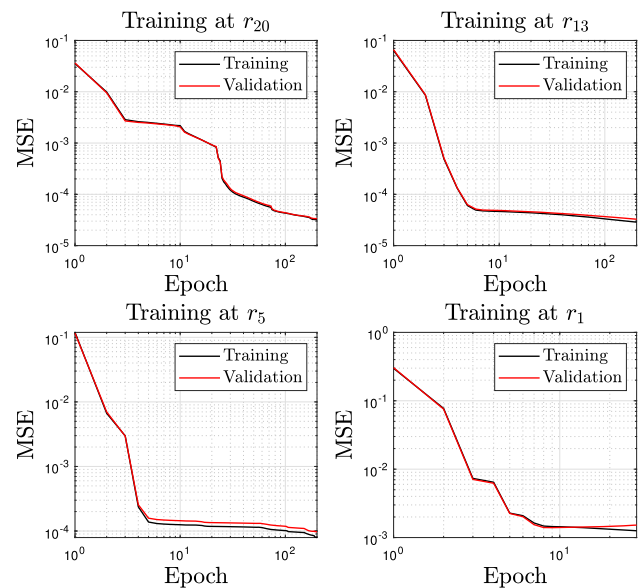 Training at r20
10^-1
10^-2
10^-3
10^-4
10^-5
MSE
Training
Validation
10^0
10^1
10^2
Epoch
Training at r13
10^-1
10^-2
10^-3
10^-4
10^-5
MSE
Training
Validation
10^0
10^1
10^2
Epoch
Training at r5
10^-1
10^-2
10^-3
10^-4
MSE
Training
Validation
10^0
10^1
10^2
Epoch
Training at r1
10^0
10^-1
10^-2
10^-3
MSE
Training
Validation
10^0
10^1
Epoch